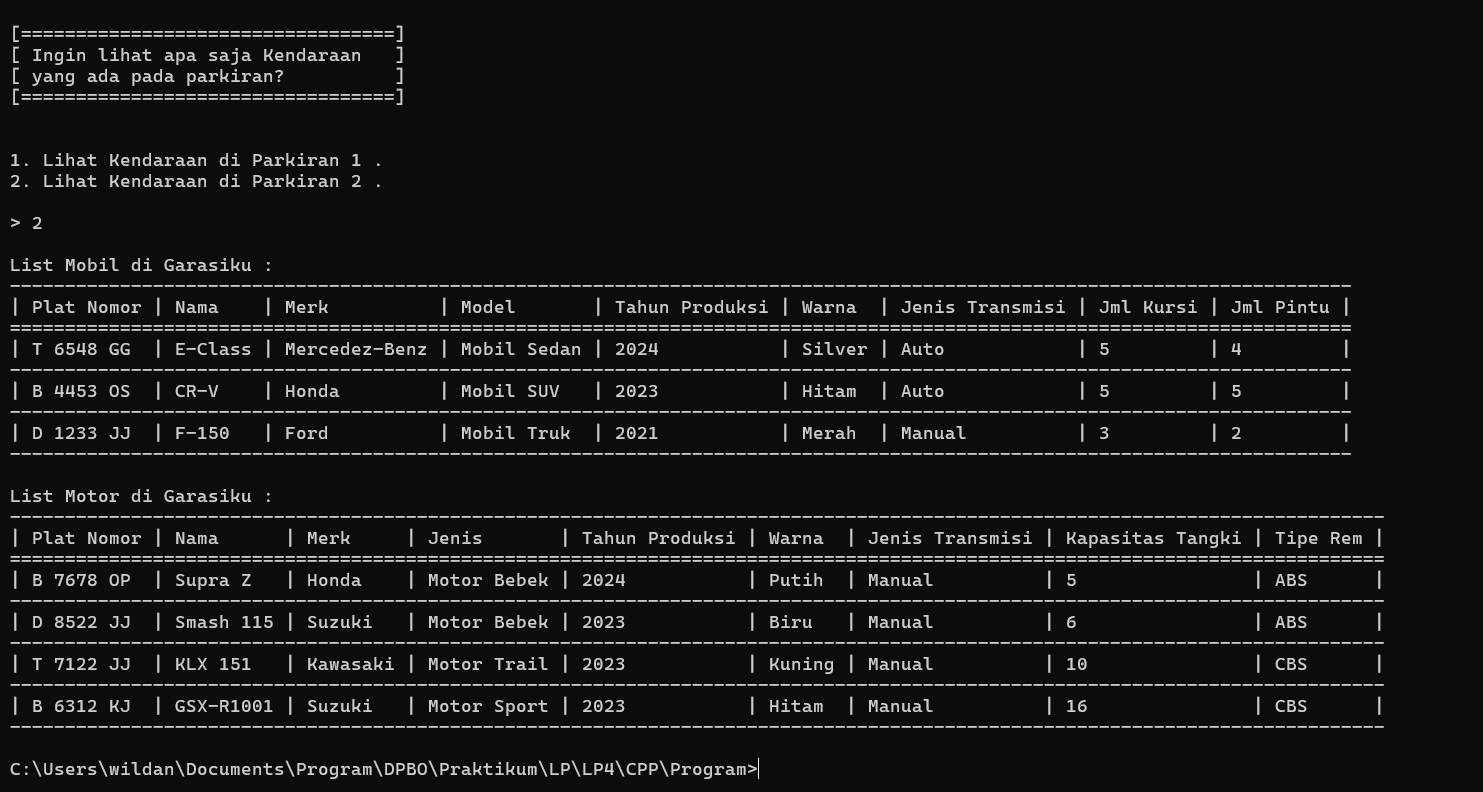 [==================================]
[ Ingin lihat apa saja Kendaraan   ]
[ yang ada pada parkiran?          ]
[==================================]
1. Lihat Kendaraan di Parkiran 1 .
2. Lihat Kendaraan di Parkiran 2 .
> 2
List Mobil di Garasiku :
--------------------------------------------------------------------------------------------------------------------------
| Plat Nomor | Nama    | Merk          | Model       | Tahun Produksi | Warna  | Jenis Transmisi | Jml Kursi | Jml Pintu |
==========================================================================================================================
| T 6548 GG  | E-Class | Mercedez-Benz | Mobil Sedan | 2024           | Silver | Auto            | 5         | 4         |
--------------------------------------------------------------------------------------------------------------------------
| B 4453 OS  | CR-V    | Honda         | Mobil SUV   | 2023           | Hitam  | Auto            | 5         | 5         |
--------------------------------------------------------------------------------------------------------------------------
| D 1233 JJ  | F-150   | Ford          | Mobil Truk  | 2021           | Merah  | Manual          | 3         | 2         |
--------------------------------------------------------------------------------------------------------------------------
List Motor di Garasiku :
-----------------------------------------------------------------------------------------------------------------------------
| Plat Nomor | Nama      | Merk     | Jenis       | Tahun Produksi | Warna  | Jenis Transmisi | Kapasitas Tangki | Tipe Rem |
=============================================================================================================================
| B 7678 OP  | Supra Z   | Honda    | Motor Bebek | 2024           | Putih  | Manual          | 5                | ABS      |
-----------------------------------------------------------------------------------------------------------------------------
| D 8522 JJ  | Smash 115 | Suzuki   | Motor Bebek | 2023           | Biru   | Manual          | 6                | ABS      |
-----------------------------------------------------------------------------------------------------------------------------
| T 7122 JJ  | KLX 151   | Kawasaki | Motor Trail | 2023           | Kuning | Manual          | 10               | CBS      |
-----------------------------------------------------------------------------------------------------------------------------
| B 6312 KJ  | GSX-R1001 | Suzuki   | Motor Sport | 2023           | Hitam  | Manual          | 16               | CBS      |
-----------------------------------------------------------------------------------------------------------------------------
C:\Users\wildan\Documents\Program\DPBO\Praktikum\LP\LP4\CPP\Program>